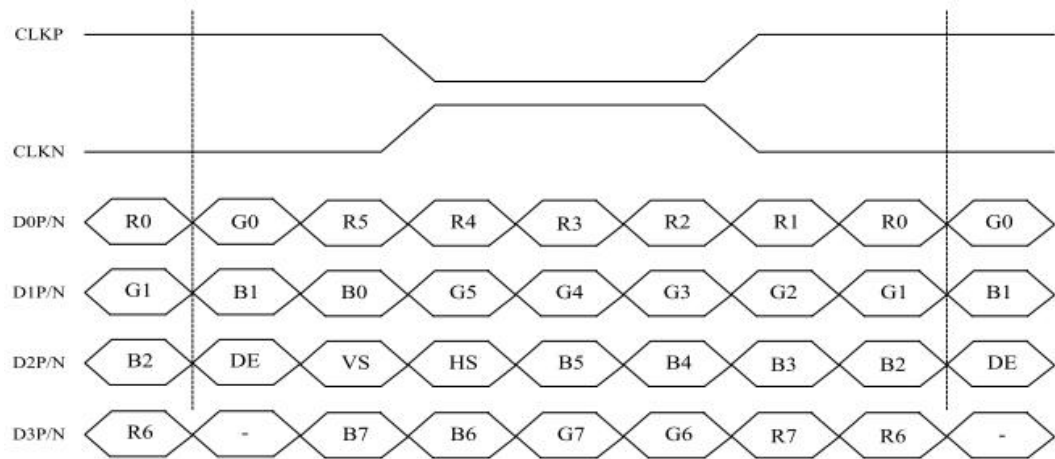 CLKP
CLKN
D0P/N R0 G0 R5 R4 R3 R2 R1 R0 G0
D1P/N G1 B1 B0 G5 G4 G3 G2 G1 B1
D2P/N B2 DE VS HS B5 B4 B3 B2 DE
D3P/N R6 - B7 B6 G7 G6 R7 R6 -